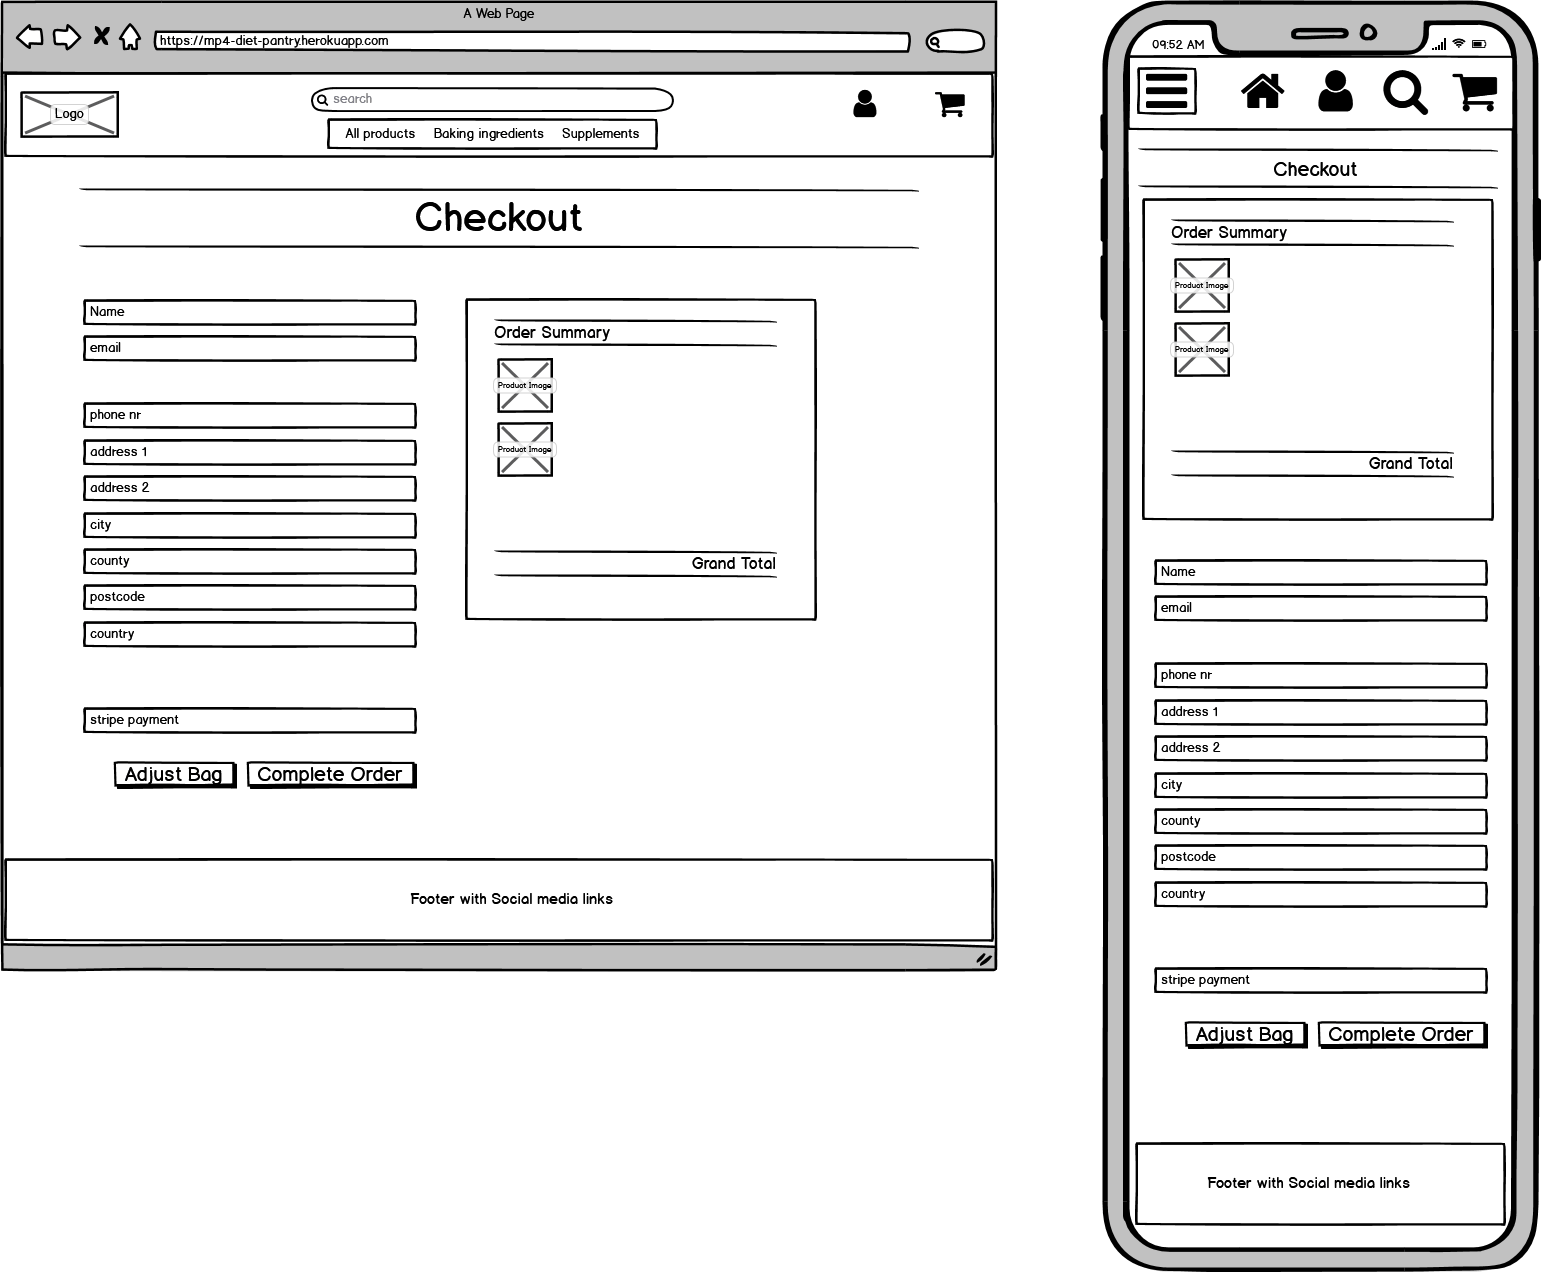 A Web Page
https://mp4-diet-pantry.herokuapp.com
Logo
search
All products Baking ingredients Supplements
Checkout
Name
email
phone nr
address 1
address 2
city
county
postcode
country
stripe payment
Adjust Bag Complete Order
Order Summary
Product Image
Product Image
Grand Total
Footer with Social media links
09:52 AM
Checkout
Order Summary
Product Image
Product Image
Grand Total
Name
email
phone nr
address 1
address 2
city
county
postcode
country
stripe payment
Adjust Bag Complete Order
Footer with Social media links